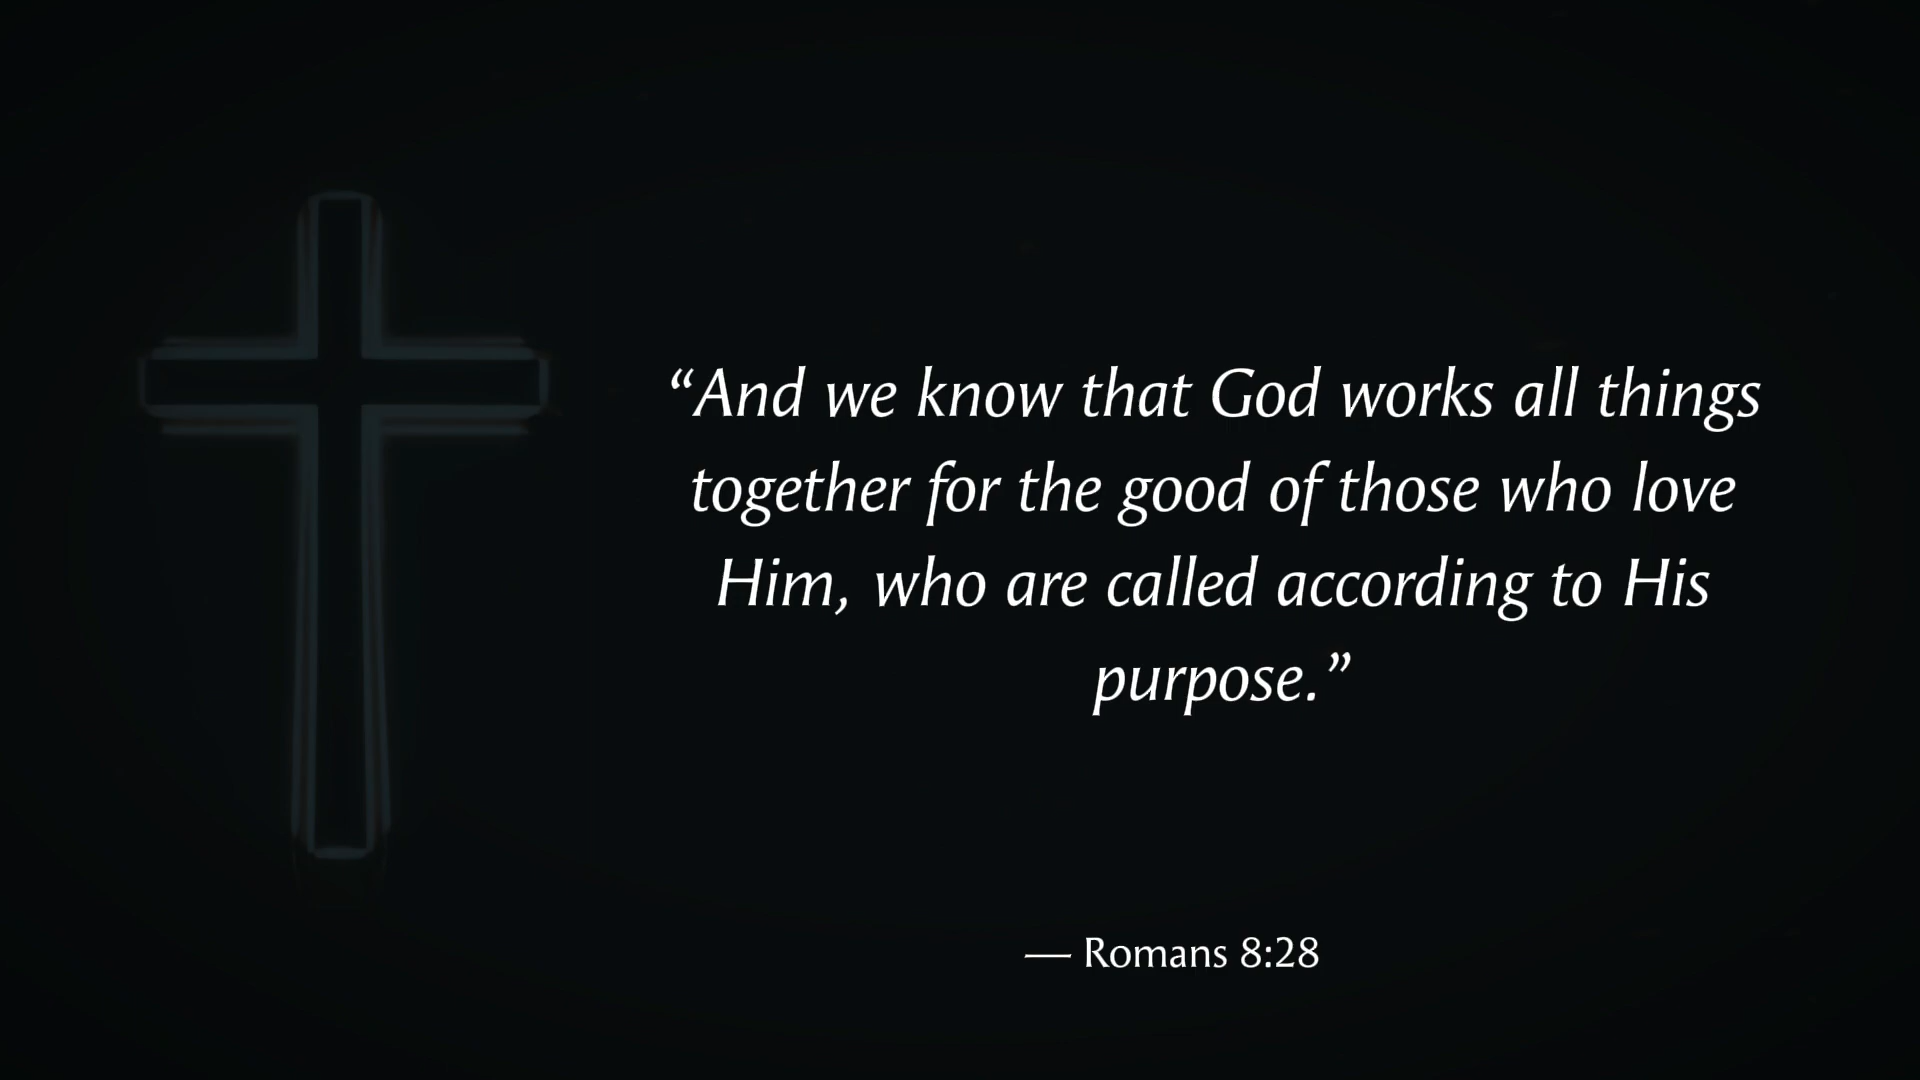 “And we know that God works all things
together for the good of those who love
Him, who are called according to His
purpose.”
— Romans 8:28